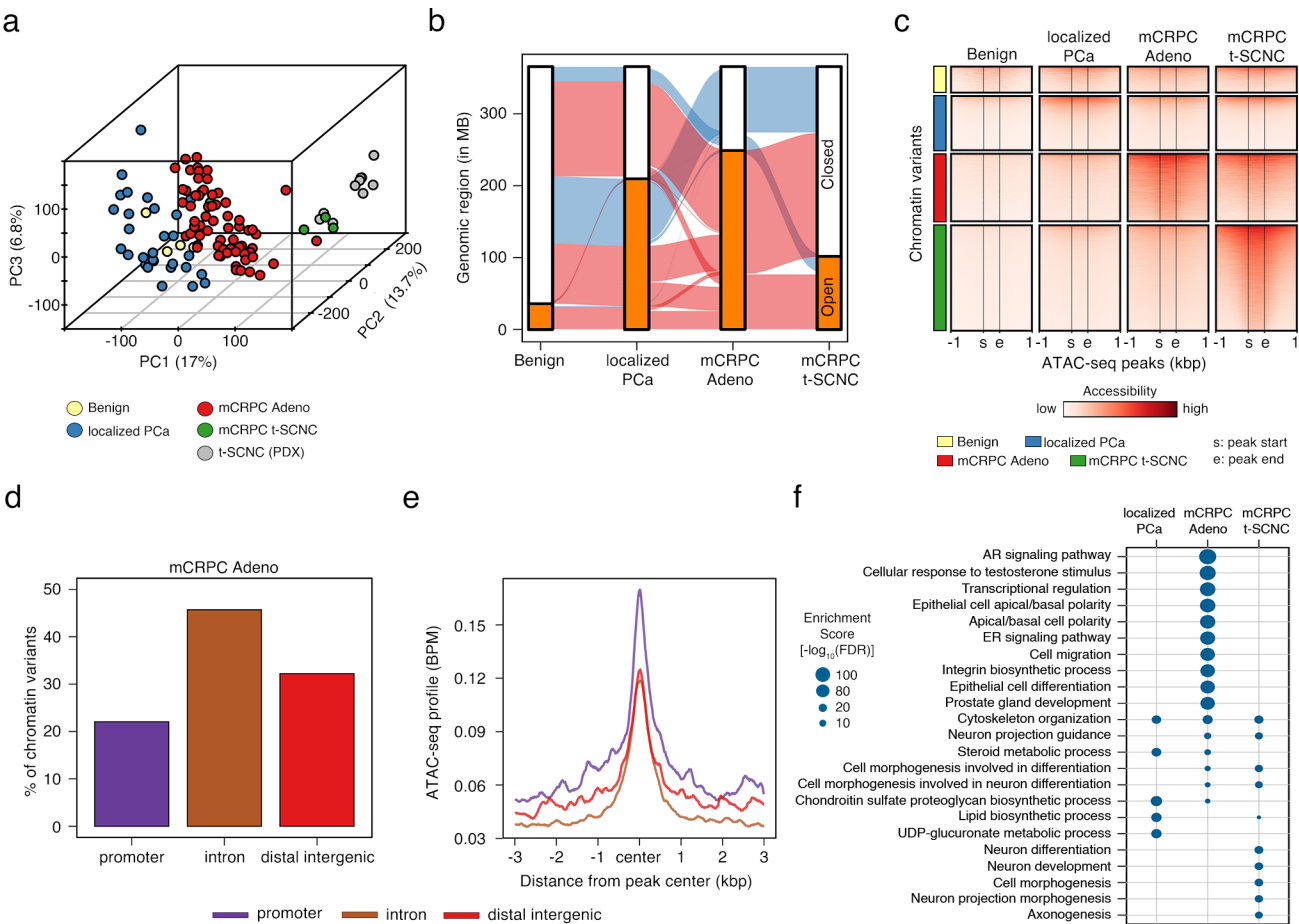 a
PC3 (6.8%)
100
0
-100
-100
0
100
PC1 (17%)
-200
0
200
PC2 (13.7%)
Benign
localized PCa
mCRPC Adeno
mCRPC t-SCNC
t-SCNC (PDX)
b
Genomic region (in MB)
300
200
100
0
Closed
Open
Benign
localized
PCa
mCRPC
Adeno
mCRPC
t-SCNC
c
Benign
localized
PCa
mCRPC
Adeno
mCRPC
t-SCNC
Chromatin variants
-1 s e 1 -1 s e 1 -1 s e 1 -1 s e 1
ATAC-seq peaks (kbp)
Accessibility
low
high
Benign
localized PCa
mCRPC Adeno
mCRPC t-SCNC
s: peak start
e: peak end
d
mCRPC Adeno
% of chromatin variants
50
40
30
20
10
0
promoter
intron
distal intergenic
e
ATAC-seq profile (BPM)
0.15
0.12
0.09
0.06
0.03
-3 -2 -1 center 1 2 3
Distance from peak center (kbp)
promoter
intron
distal intergenic
f
localized
PCa
mCRPC
Adeno
mCRPC
t-SCNC
Enrichment
Score
[-log10(FDR)]
100
80
20
10
AR signaling pathway
Cellular response to testosterone stimulus
Transcriptional regulation
Epithelial cell apical/basal polarity
Apical/basal cell polarity
ER signaling pathway
Cell migration
Integrin biosynthetic process
Epithelial cell differentiation
Prostate gland development
Cytoskeleton organization
Neuron projection guidance
Steroid metabolic process
Cell morphogenesis involved in differentiation
Cell morphogenesis involved in neuron differentiation
Chondroitin sulfate proteoglycan biosynthetic process
Lipid biosynthetic process
UDP-glucuronate metabolic process
Neuron differentiation
Neuron development
Cell morphogenesis
Neuron projection morphogenesis
Axonogenesis